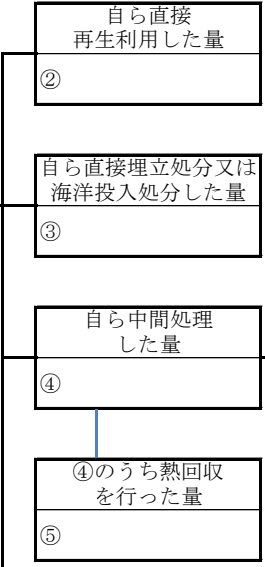 自ら直接
再生利用した量
②
自ら直接埋立処分又は
海洋投入処分した量
③
自ら中間処理
した量
④
④のうち熱回収
を行った量
⑤